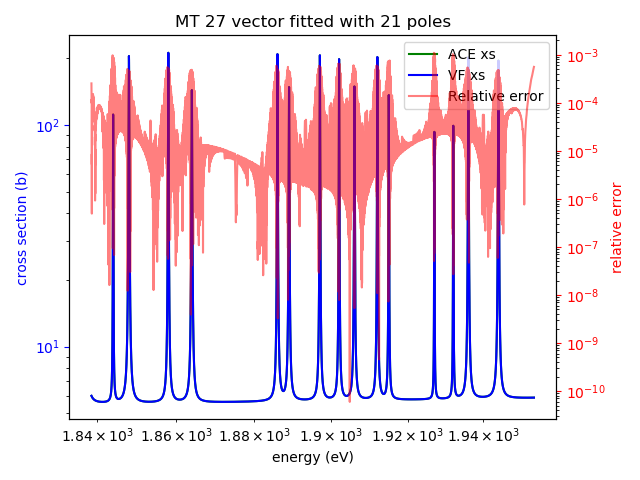 MT 27 vector fitted with 21 poles
ACE xs
VF xs
Relative error
cross section (b)
10²
10¹
relative error
10⁻³
10⁻⁴
10⁻⁵
10⁻⁶
10⁻⁷
10⁻⁸
10⁻⁹
10⁻¹⁰
1.84 × 10³ 1.86 × 10³ 1.88 × 10³ 1.9 × 10³ 1.92 × 10³ 1.94 × 10³
energy (eV)